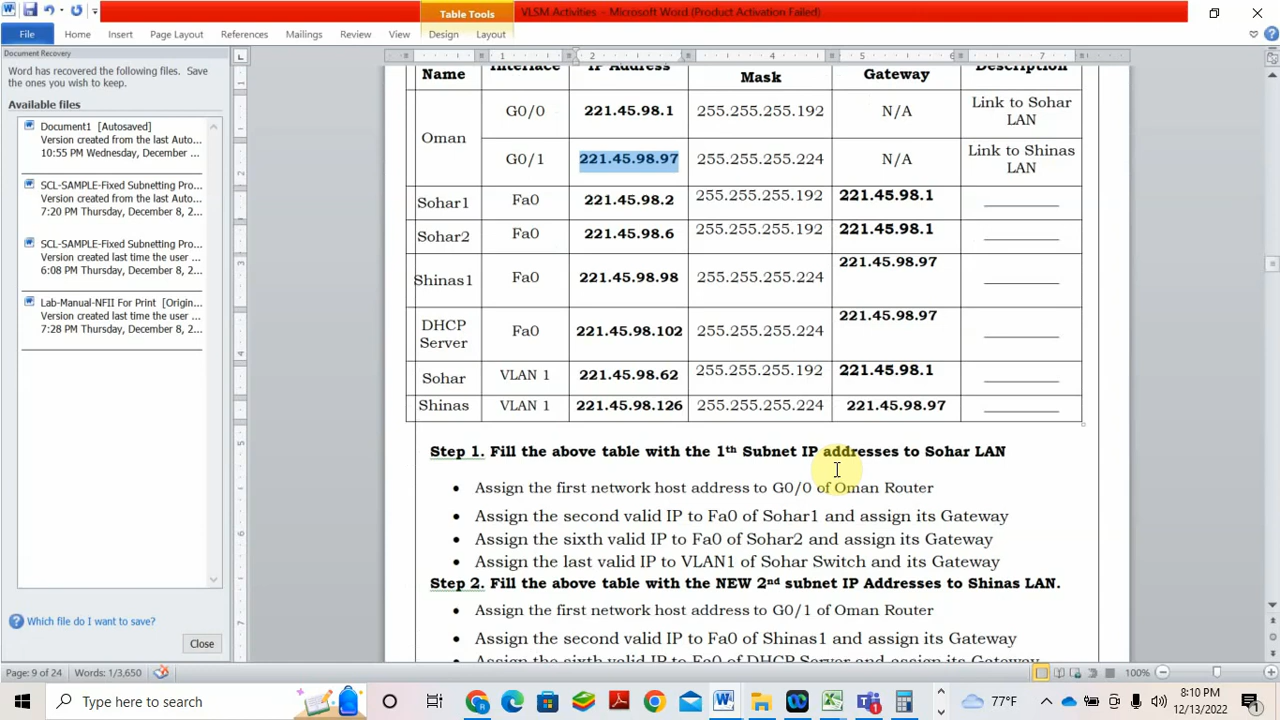 Table Tools
VLSM Activities - Microsoft Word (Product Activation Failed)
File Home Insert Page Layout References Mailings Review View Design Layout
Document Recovery
Word has recovered the following files. Save
the ones you wish to keep.
Available files
Document1 [Autosaved]
Version created from the last Auto...
10:55 PM Wednesday, December ...
SCL-SAMPLE-Fixed Subnetting Pro...
Version created from the last Auto...
7:20 PM Thursday, December 8, 2...
SCL-SAMPLE-Fixed Subnetting Pro...
Version created last time the user ...
6:08 PM Thursday, December 8, 2...
Lab-Manual-NFII For Print [Origin...
Version created last time the user ...
7:28 PM Thursday, December 8, 2...
Which file do I want to save?
Close
Name Interface IP Address Mask Gateway Description
Oman G0/0 221.45.98.1 255.255.255.192 N/A Link to Sohar LAN
G0/1 221.45.98.97 255.255.255.224 N/A Link to Shinas LAN
Sohar1 Fa0 221.45.98.2 255.255.255.192 221.45.98.1
Sohar2 Fa0 221.45.98.6 255.255.255.192 221.45.98.1
Shinas1 Fa0 221.45.98.98 255.255.255.224 221.45.98.97
DHCP Server Fa0 221.45.98.102 255.255.255.224 221.45.98.97
Sohar VLAN 1 221.45.98.62 255.255.255.192 221.45.98.1
Shinas VLAN 1 221.45.98.126 255.255.255.224 221.45.98.97
Step 1. Fill the above table with the 1th Subnet IP addresses to Sohar LAN
• Assign the first network host address to G0/0 of Oman Router
• Assign the second valid IP to Fa0 of Sohar1 and assign its Gateway
• Assign the sixth valid IP to Fa0 of Sohar2 and assign its Gateway
• Assign the last valid IP to VLAN1 of Sohar Switch and its Gateway
Step 2. Fill the above table with the NEW 2nd subnet IP Addresses to Shinas LAN.
• Assign the first network host address to G0/1 of Oman Router
• Assign the second valid IP to Fa0 of Shinas1 and assign its Gateway
• Assign the sixth valid IP to Fa0 of DHCP Server and assign its Gateway
Page: 9 of 24 Words: 1/3,650 100%
Type here to search
77°F
8:10 PM
12/13/2022